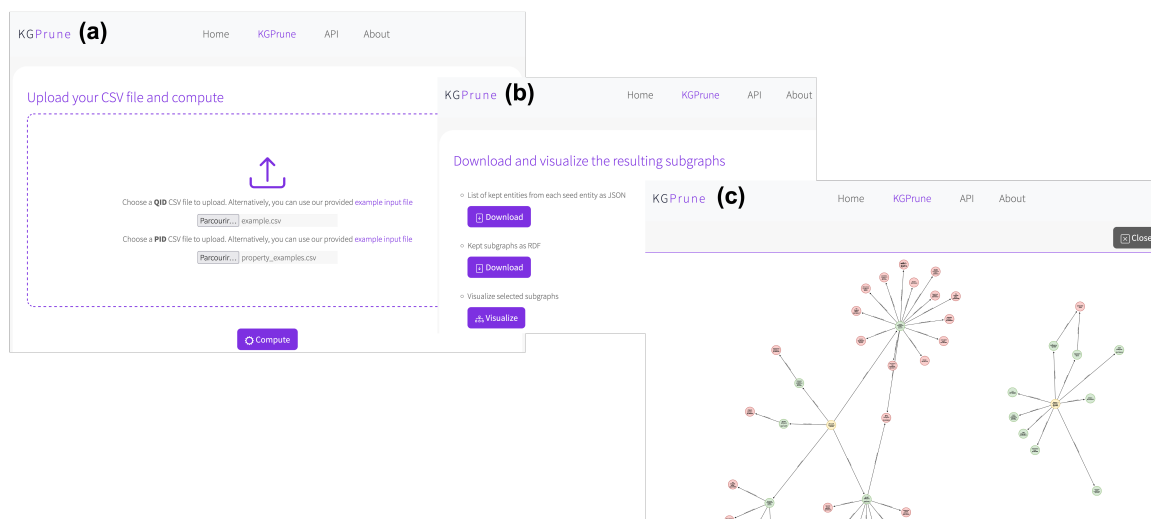 KGPrune (a)
Home KGPrune API About
Upload your CSV file and compute
Choose a QID CSV file to upload. Alternatively, you can use our provided example input file
Parcourir... example.csv
Choose a PID CSV file to upload. Alternatively, you can use our provided example input file
Parcourir... property_examples.csv
Compute
KGPrune (b)
Home KGPrune API About
Download and visualize the resulting subgraphs
List of kept entities from each seed entity as JSON
Download
Kept subgraphs as RDF
Download
Visualize selected subgraphs
Visualize
KGPrune (c)
Home KGPrune API About
Close